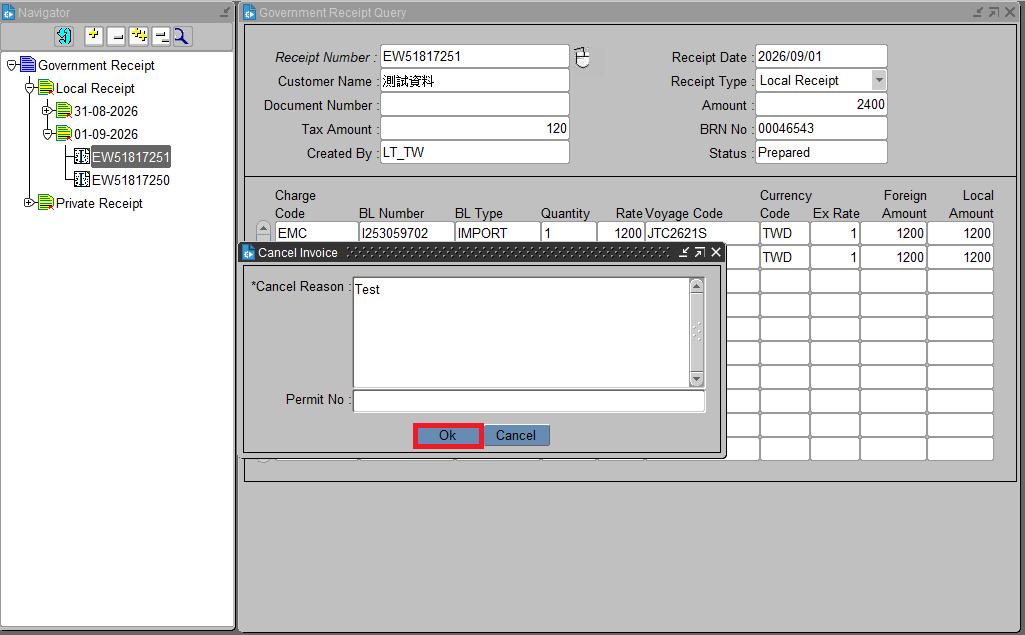 Navigator
Government Receipt
Local Receipt
31-08-2026
01-09-2026
EW51817251
EW51817250
Private Receipt
Government Receipt Query
Receipt Number : EW51817251
Receipt Date : 2026/09/01
Customer Name : 測試資料
Receipt Type : Local Receipt
Document Number :
Amount : 2400
Tax Amount : 120
BRN No : 00046543
Created By : LT_TW
Status : Prepared
Charge Code BL Number BL Type Quantity Rate Voyage Code Currency Code Ex Rate Foreign Amount Local Amount
EMC I253059702 IMPORT 1 1200 JTC2621S TWD 1 1200 1200
TWD 1 1200 1200
Cancel Invoice
*Cancel Reason : Test
Permit No :
Ok Cancel